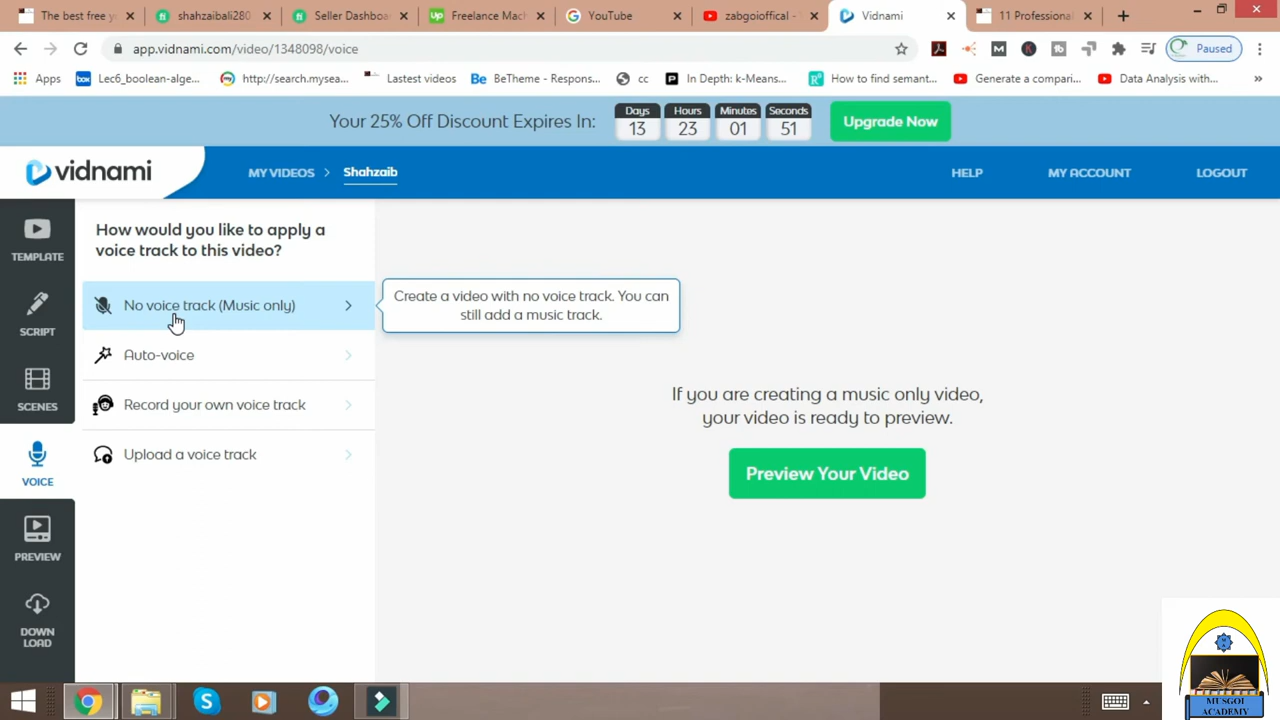 The best free y
shahzaibali280
Seller Dashboa
Freelance Mac
YouTube
zabgoioffical -
Vidnami
11 Professional
app.vidnami.com/video/1348098/voice
Paused
Apps
Lec6_boolean-alge...
http://search.mysea...
Lastest videos
BeTheme - Respons...
cc
In Depth: k-Means...
How to find semant...
Generate a compari...
Data Analysis with...
Your 25% Off Discount Expires In:
Days
Hours
Minutes
Seconds
13
23
01
51
Upgrade Now
vidnami
MY VIDEOS
Shahzaib
HELP
MY ACCOUNT
LOGOUT
TEMPLATE
SCRIPT
SCENES
VOICE
PREVIEW
DOWN
LOAD
How would you like to apply a
voice track to this video?
No voice track (Music only)
Auto-voice
Record your own voice track
Upload a voice track
Create a video with no voice track. You can
still add a music track.
If you are creating a music only video,
your video is ready to preview.
Preview Your Video
MUSGOI
ACADEMY